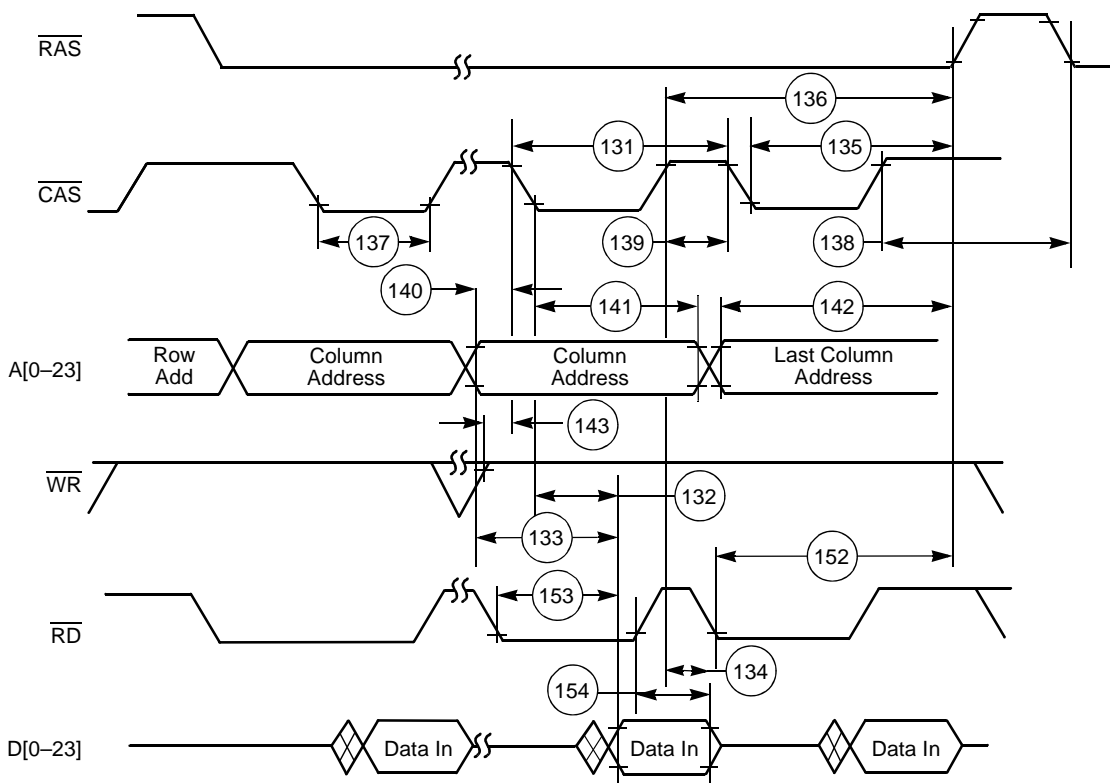 RAS
136
131
135
CAS
137
139
138
140
141
142
A[0–23]
Row
Add
Column
Address
Column
Address
Last Column
Address
143
WR
132
133
152
153
RD
134
154
D[0–23]
Data In
Data In
Data In